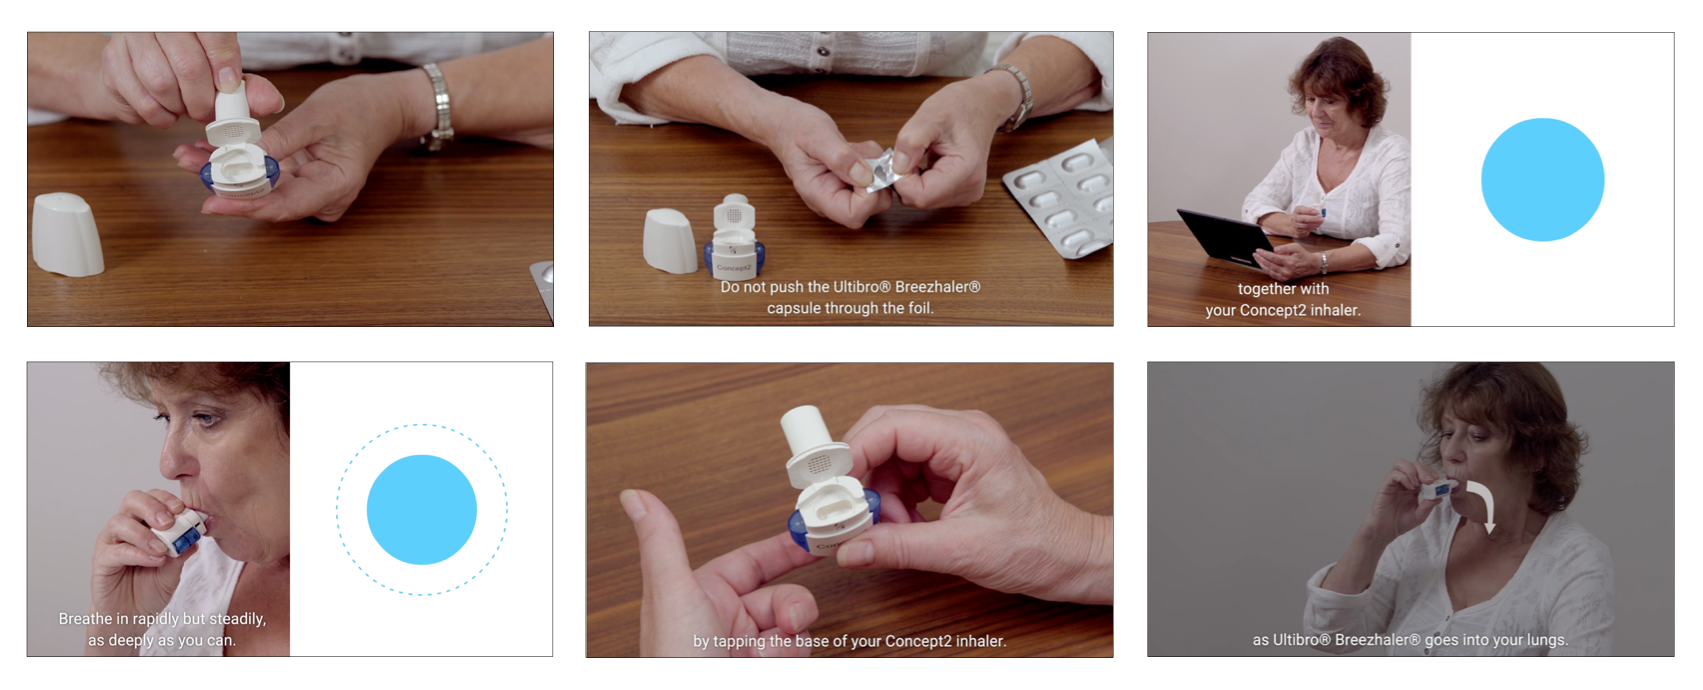 Concept2
Do not push the Ultibro® Breezhaler®
capsule through the foil.
together with
your Concept2 inhaler.
Breathe in rapidly but steadily,
as deeply as you can.
by tapping the base of your Concept2 inhaler.
as Ultibro® Breezhaler® goes into your lungs.